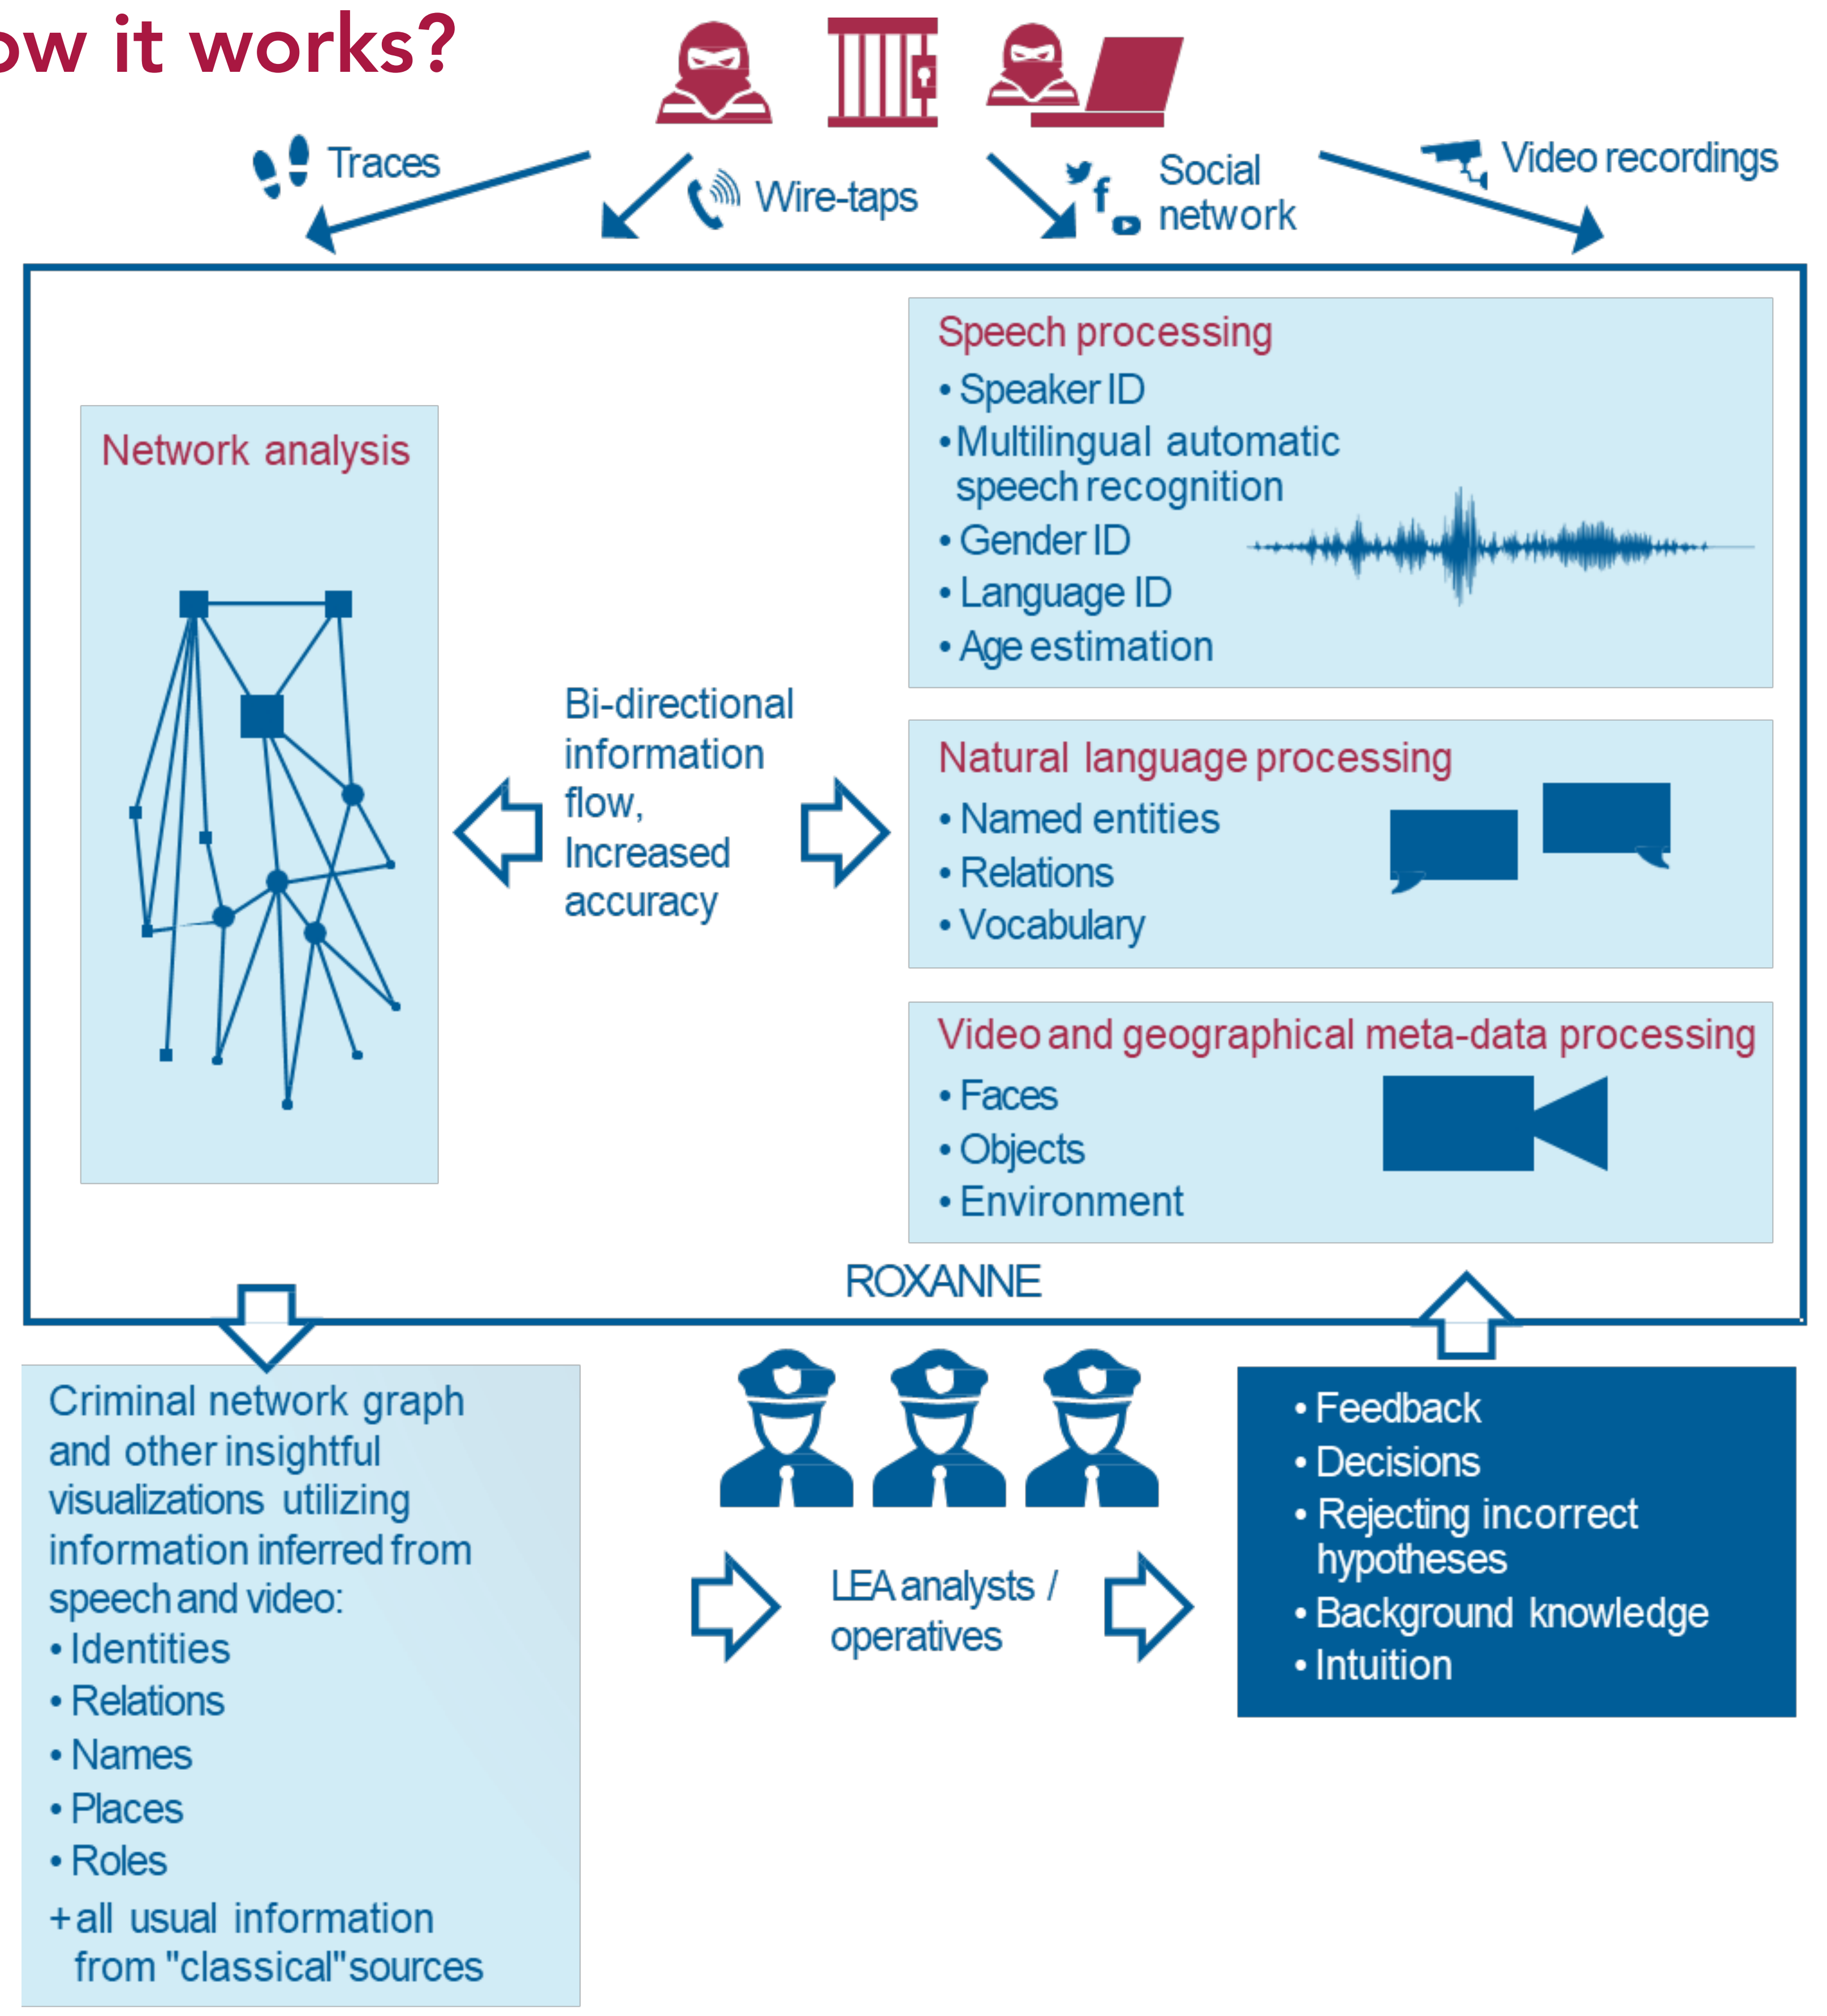 ow it works?
Traces
Wire-taps
Social
network
Video recordings
Network analysis
Bi-directional
information
flow,
Increased
accuracy
Speech processing
• Speaker ID
• Multilingual automatic
speech recognition
• Gender ID
• Language ID
• Age estimation
Natural language processing
• Named entities
• Relations
• Vocabulary
Video and geographical meta-data processing
• Faces
• Objects
• Environment
ROXANNE
Criminal network graph
and other insightful
visualizations utilizing
information inferred from
speech and video:
• Identities
• Relations
• Names
• Places
• Roles
+ all usual information
from "classical" sources
LEA analysts /
operatives
• Feedback
• Decisions
• Rejecting incorrect
hypotheses
• Background knowledge
• Intuition